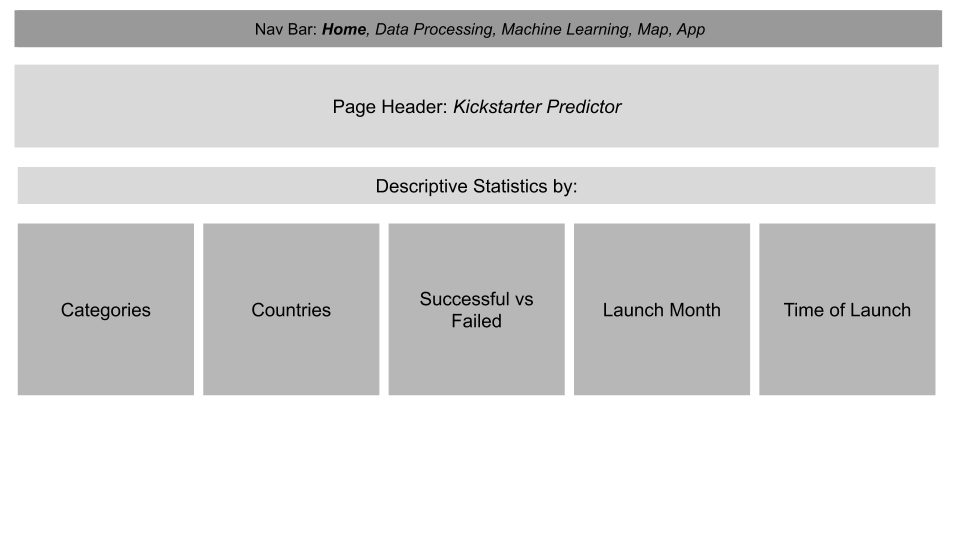 Nav Bar: Home, Data Processing, Machine Learning, Map, App
Page Header: Kickstarter Predictor
Descriptive Statistics by:
Categories
Countries
Successful vs
Failed
Launch Month
Time of Launch